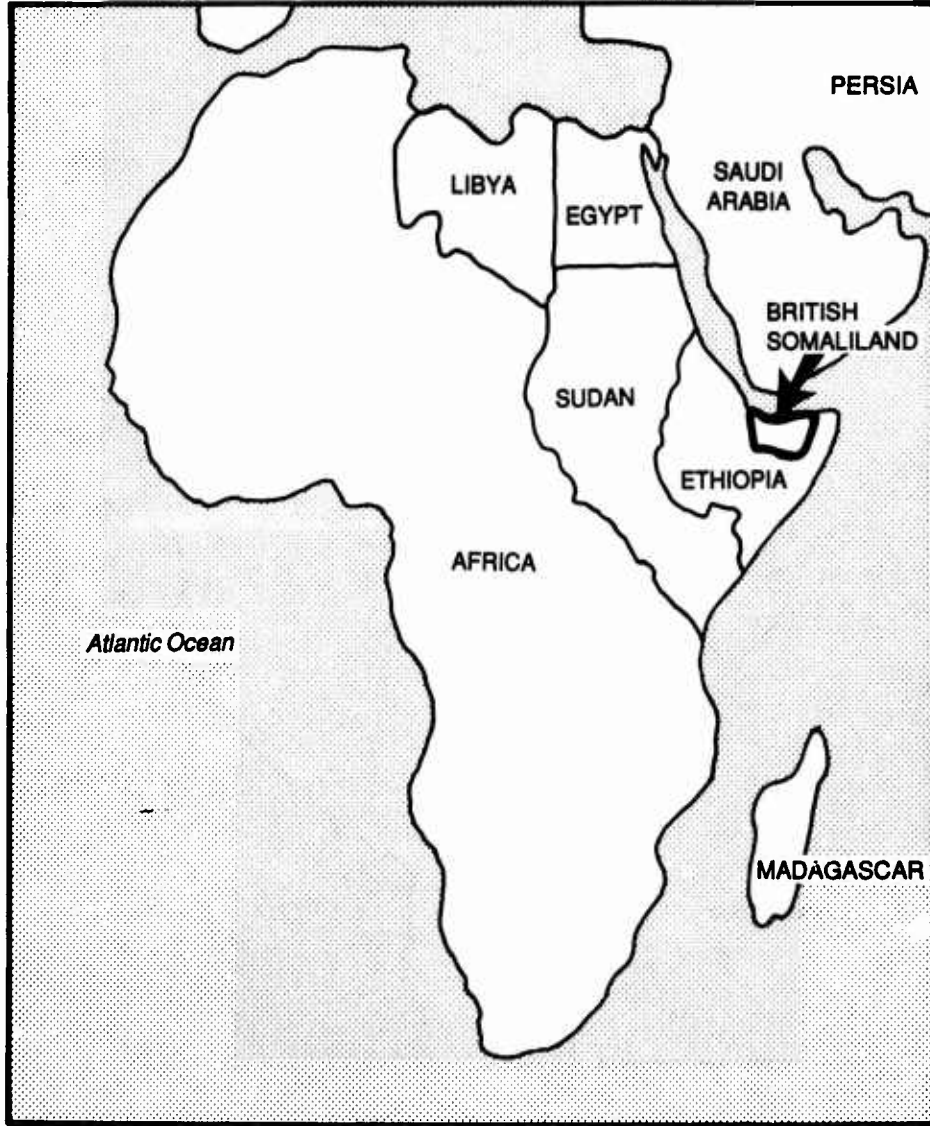 PERSIA
SAUDI
ARABIA
LIBYA
EGYPT
BRITISH
SOMALILAND
SUDAN
ETHIOPIA
AFRICA
Atlantic Ocean
MADAGASCAR